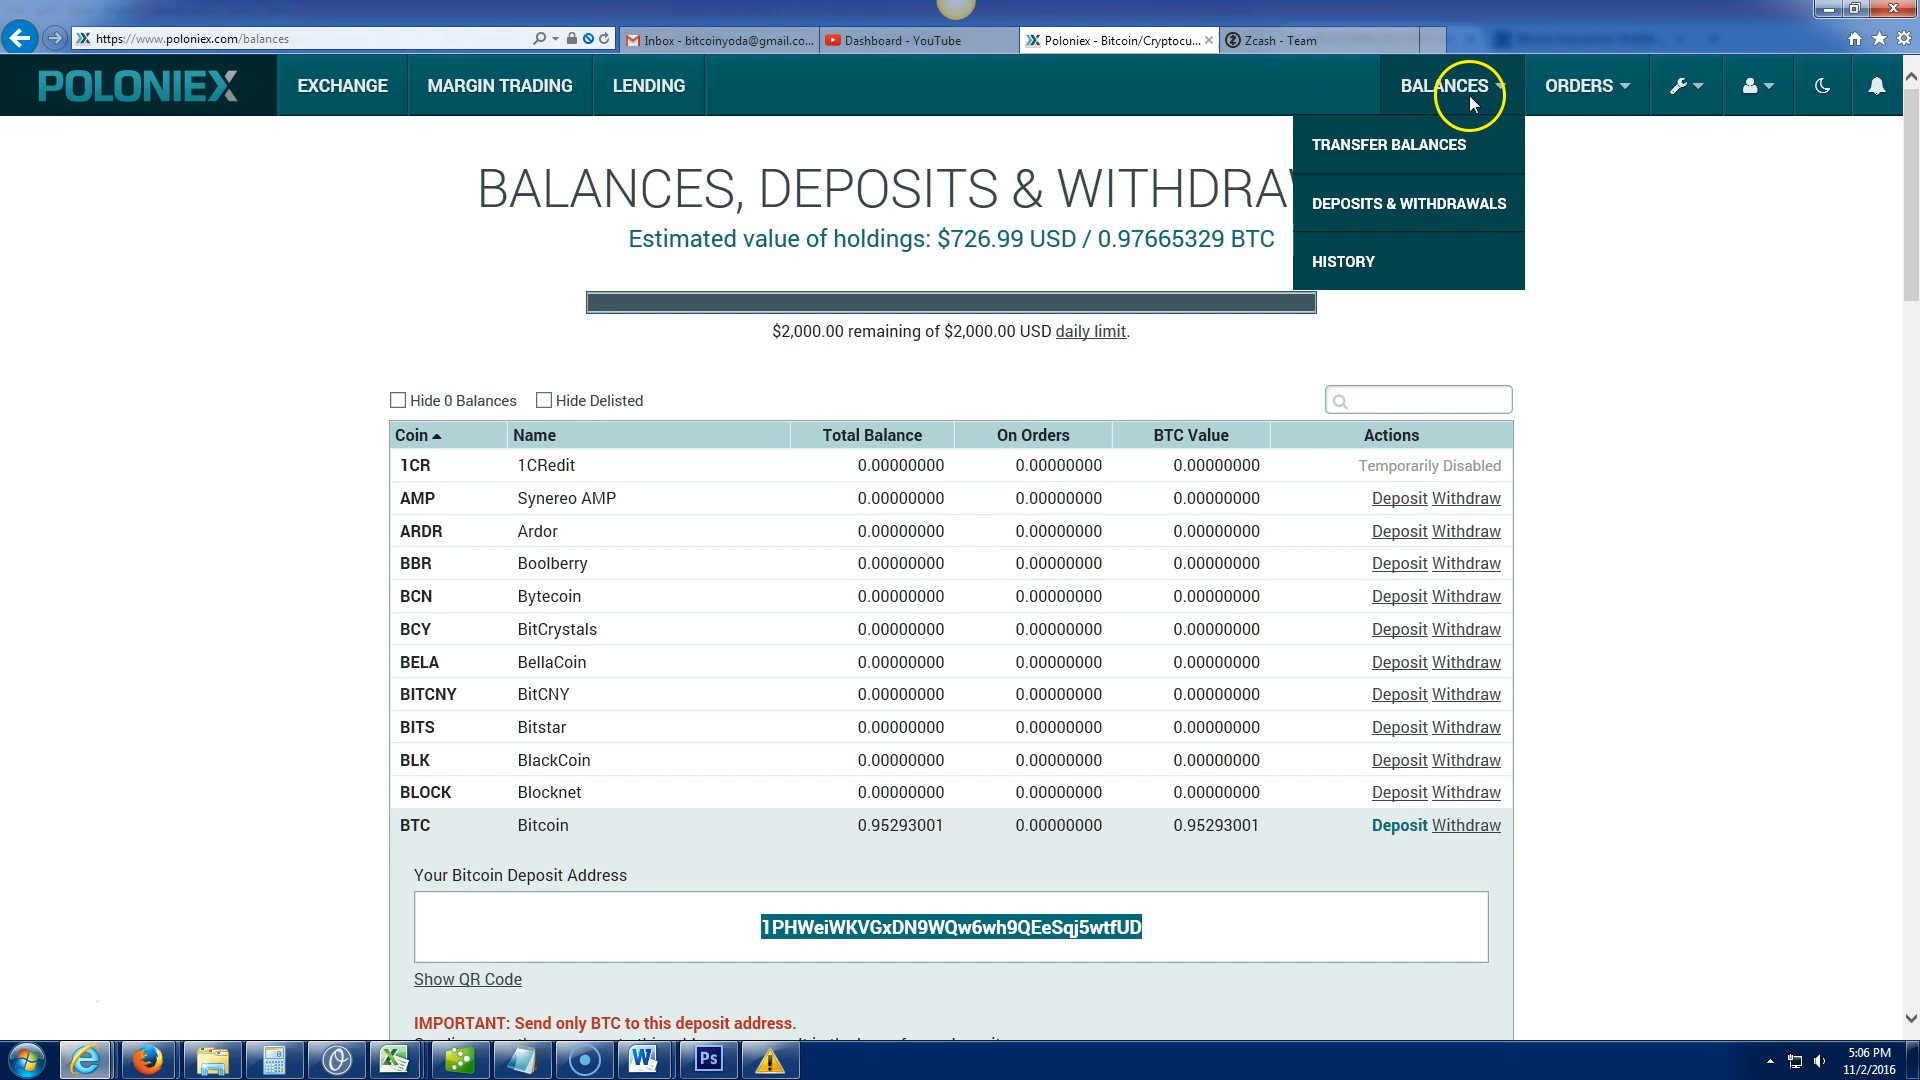 https://www.poloniex.com/balances
Inbox - bitcoinyoda@gmail.co...
Dashboard - YouTube
Poloniex - Bitcoin/Cryptocu...
Zcash - Team
POLONIEX
EXCHANGE
MARGIN TRADING
LENDING
BALANCES
ORDERS
TRANSFER BALANCES
DEPOSITS & WITHDRAWALS
HISTORY
BALANCES, DEPOSITS & WITHDRA
Estimated value of holdings: $726.99 USD / 0.97665329 BTC
$2,000.00 remaining of $2,000.00 USD daily limit.
Hide 0 Balances Hide Delisted
Coin Name Total Balance On Orders BTC Value Actions
1CR 1CRedit 0.00000000 0.00000000 0.00000000 Temporarily Disabled
AMP Synereo AMP 0.00000000 0.00000000 0.00000000 Deposit Withdraw
ARDR Ardor 0.00000000 0.00000000 0.00000000 Deposit Withdraw
BBR Boolberry 0.00000000 0.00000000 0.00000000 Deposit Withdraw
BCN Bytecoin 0.00000000 0.00000000 0.00000000 Deposit Withdraw
BCY BitCrystals 0.00000000 0.00000000 0.00000000 Deposit Withdraw
BELA BellaCoin 0.00000000 0.00000000 0.00000000 Deposit Withdraw
BITCNY BitCNY 0.00000000 0.00000000 0.00000000 Deposit Withdraw
BITS Bitstar 0.00000000 0.00000000 0.00000000 Deposit Withdraw
BLK BlackCoin 0.00000000 0.00000000 0.00000000 Deposit Withdraw
BLOCK Blocknet 0.00000000 0.00000000 0.00000000 Deposit Withdraw
BTC Bitcoin 0.95293001 0.00000000 0.95293001 Deposit Withdraw
Your Bitcoin Deposit Address
1PHWeiWKVGxDN9WQw6wh9QEeSqj5wtfUD
Show QR Code
IMPORTANT: Send only BTC to this deposit address.
Ps
5:06 PM
11/2/2016